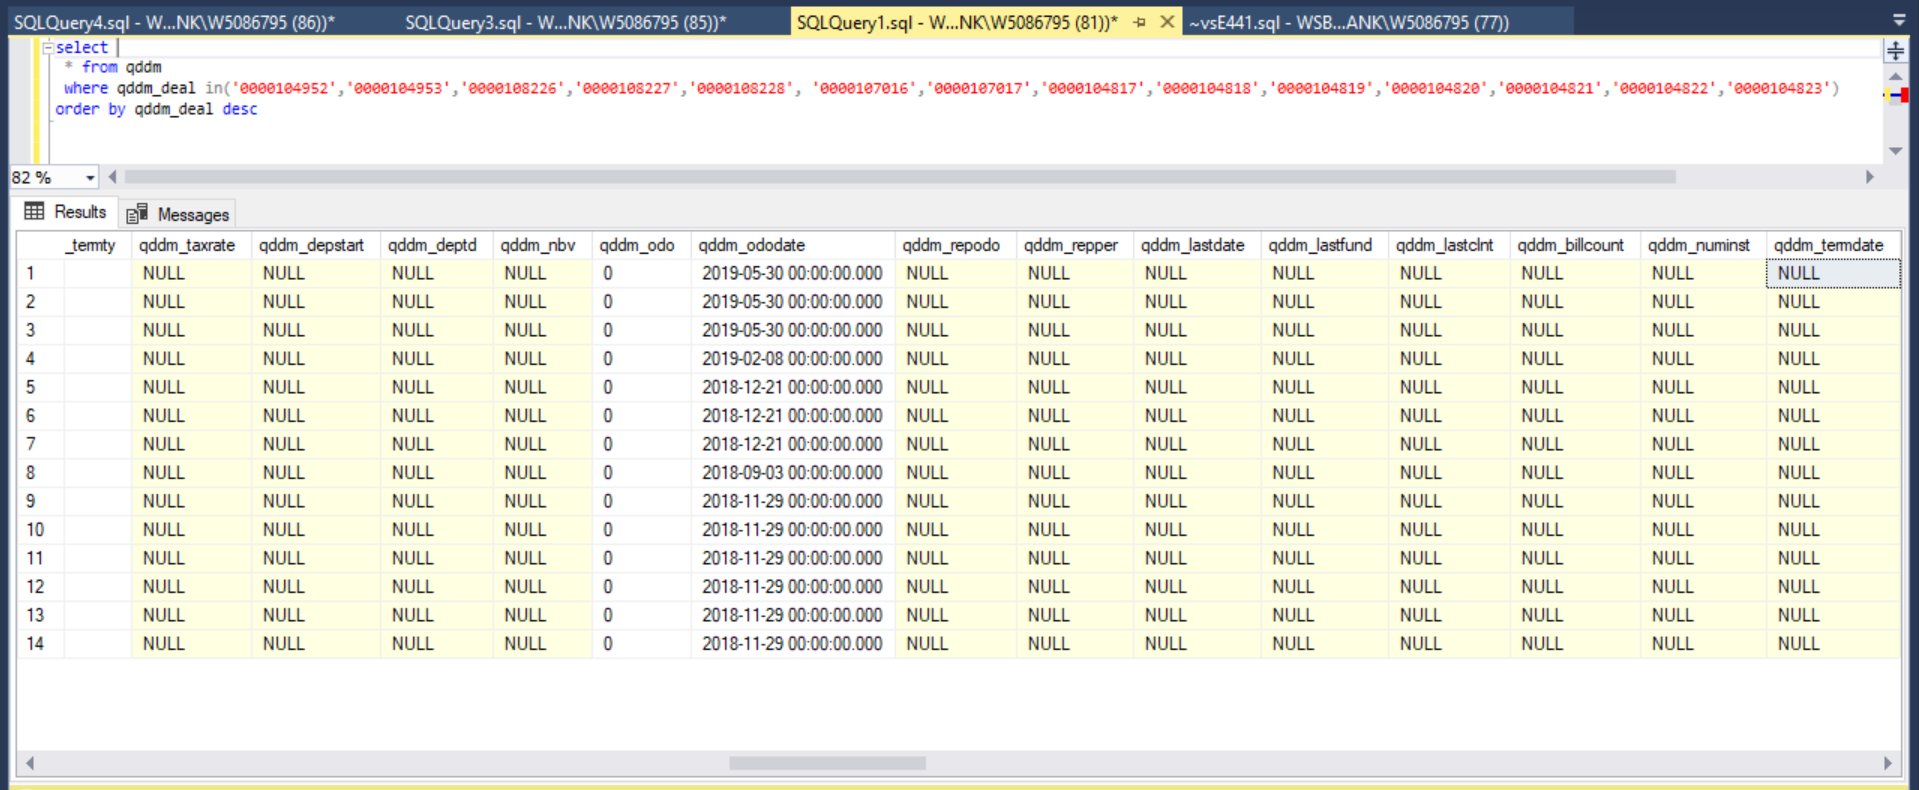 SQLQuery4.sql - W...NK\W5086795 (86))* SQLQuery3.sql - W...NK\W5086795 (85))* SQLQuery1.sql - W...NK\W5086795 (81))* ~vsE441.sql - WSB...ANK\W5086795 (77))
select
* from qddm
where qddm_deal in('0000104952','0000104953','0000108226','0000108227','0000108228', '0000107016','0000107017','0000104817','0000104818','0000104819','0000104820','0000104821','0000104822','0000104823')
order by qddm_deal desc
82 %
Results Messages
_termty qddm_taxrate qddm_depstart qddm_deptd qddm_nbv qddm_odo qddm_ododate qddm_repodo qddm_repper qddm_lastdate qddm_lastfund qddm_lastclnt qddm_billcount qddm_numinst qddm_termdate
1 NULL NULL NULL NULL 0 2019-05-30 00:00:00.000 NULL NULL NULL NULL NULL NULL NULL NULL
2 NULL NULL NULL NULL 0 2019-05-30 00:00:00.000 NULL NULL NULL NULL NULL NULL NULL NULL
3 NULL NULL NULL NULL 0 2019-05-30 00:00:00.000 NULL NULL NULL NULL NULL NULL NULL NULL
4 NULL NULL NULL NULL 0 2019-02-08 00:00:00.000 NULL NULL NULL NULL NULL NULL NULL NULL
5 NULL NULL NULL NULL 0 2018-12-21 00:00:00.000 NULL NULL NULL NULL NULL NULL NULL NULL
6 NULL NULL NULL NULL 0 2018-12-21 00:00:00.000 NULL NULL NULL NULL NULL NULL NULL NULL
7 NULL NULL NULL NULL 0 2018-12-21 00:00:00.000 NULL NULL NULL NULL NULL NULL NULL NULL
8 NULL NULL NULL NULL 0 2018-09-03 00:00:00.000 NULL NULL NULL NULL NULL NULL NULL NULL
9 NULL NULL NULL NULL 0 2018-11-29 00:00:00.000 NULL NULL NULL NULL NULL NULL NULL NULL
10 NULL NULL NULL NULL 0 2018-11-29 00:00:00.000 NULL NULL NULL NULL NULL NULL NULL NULL
11 NULL NULL NULL NULL 0 2018-11-29 00:00:00.000 NULL NULL NULL NULL NULL NULL NULL NULL
12 NULL NULL NULL NULL 0 2018-11-29 00:00:00.000 NULL NULL NULL NULL NULL NULL NULL NULL
13 NULL NULL NULL NULL 0 2018-11-29 00:00:00.000 NULL NULL NULL NULL NULL NULL NULL NULL
14 NULL NULL NULL NULL 0 2018-11-29 00:00:00.000 NULL NULL NULL NULL NULL NULL NULL NULL